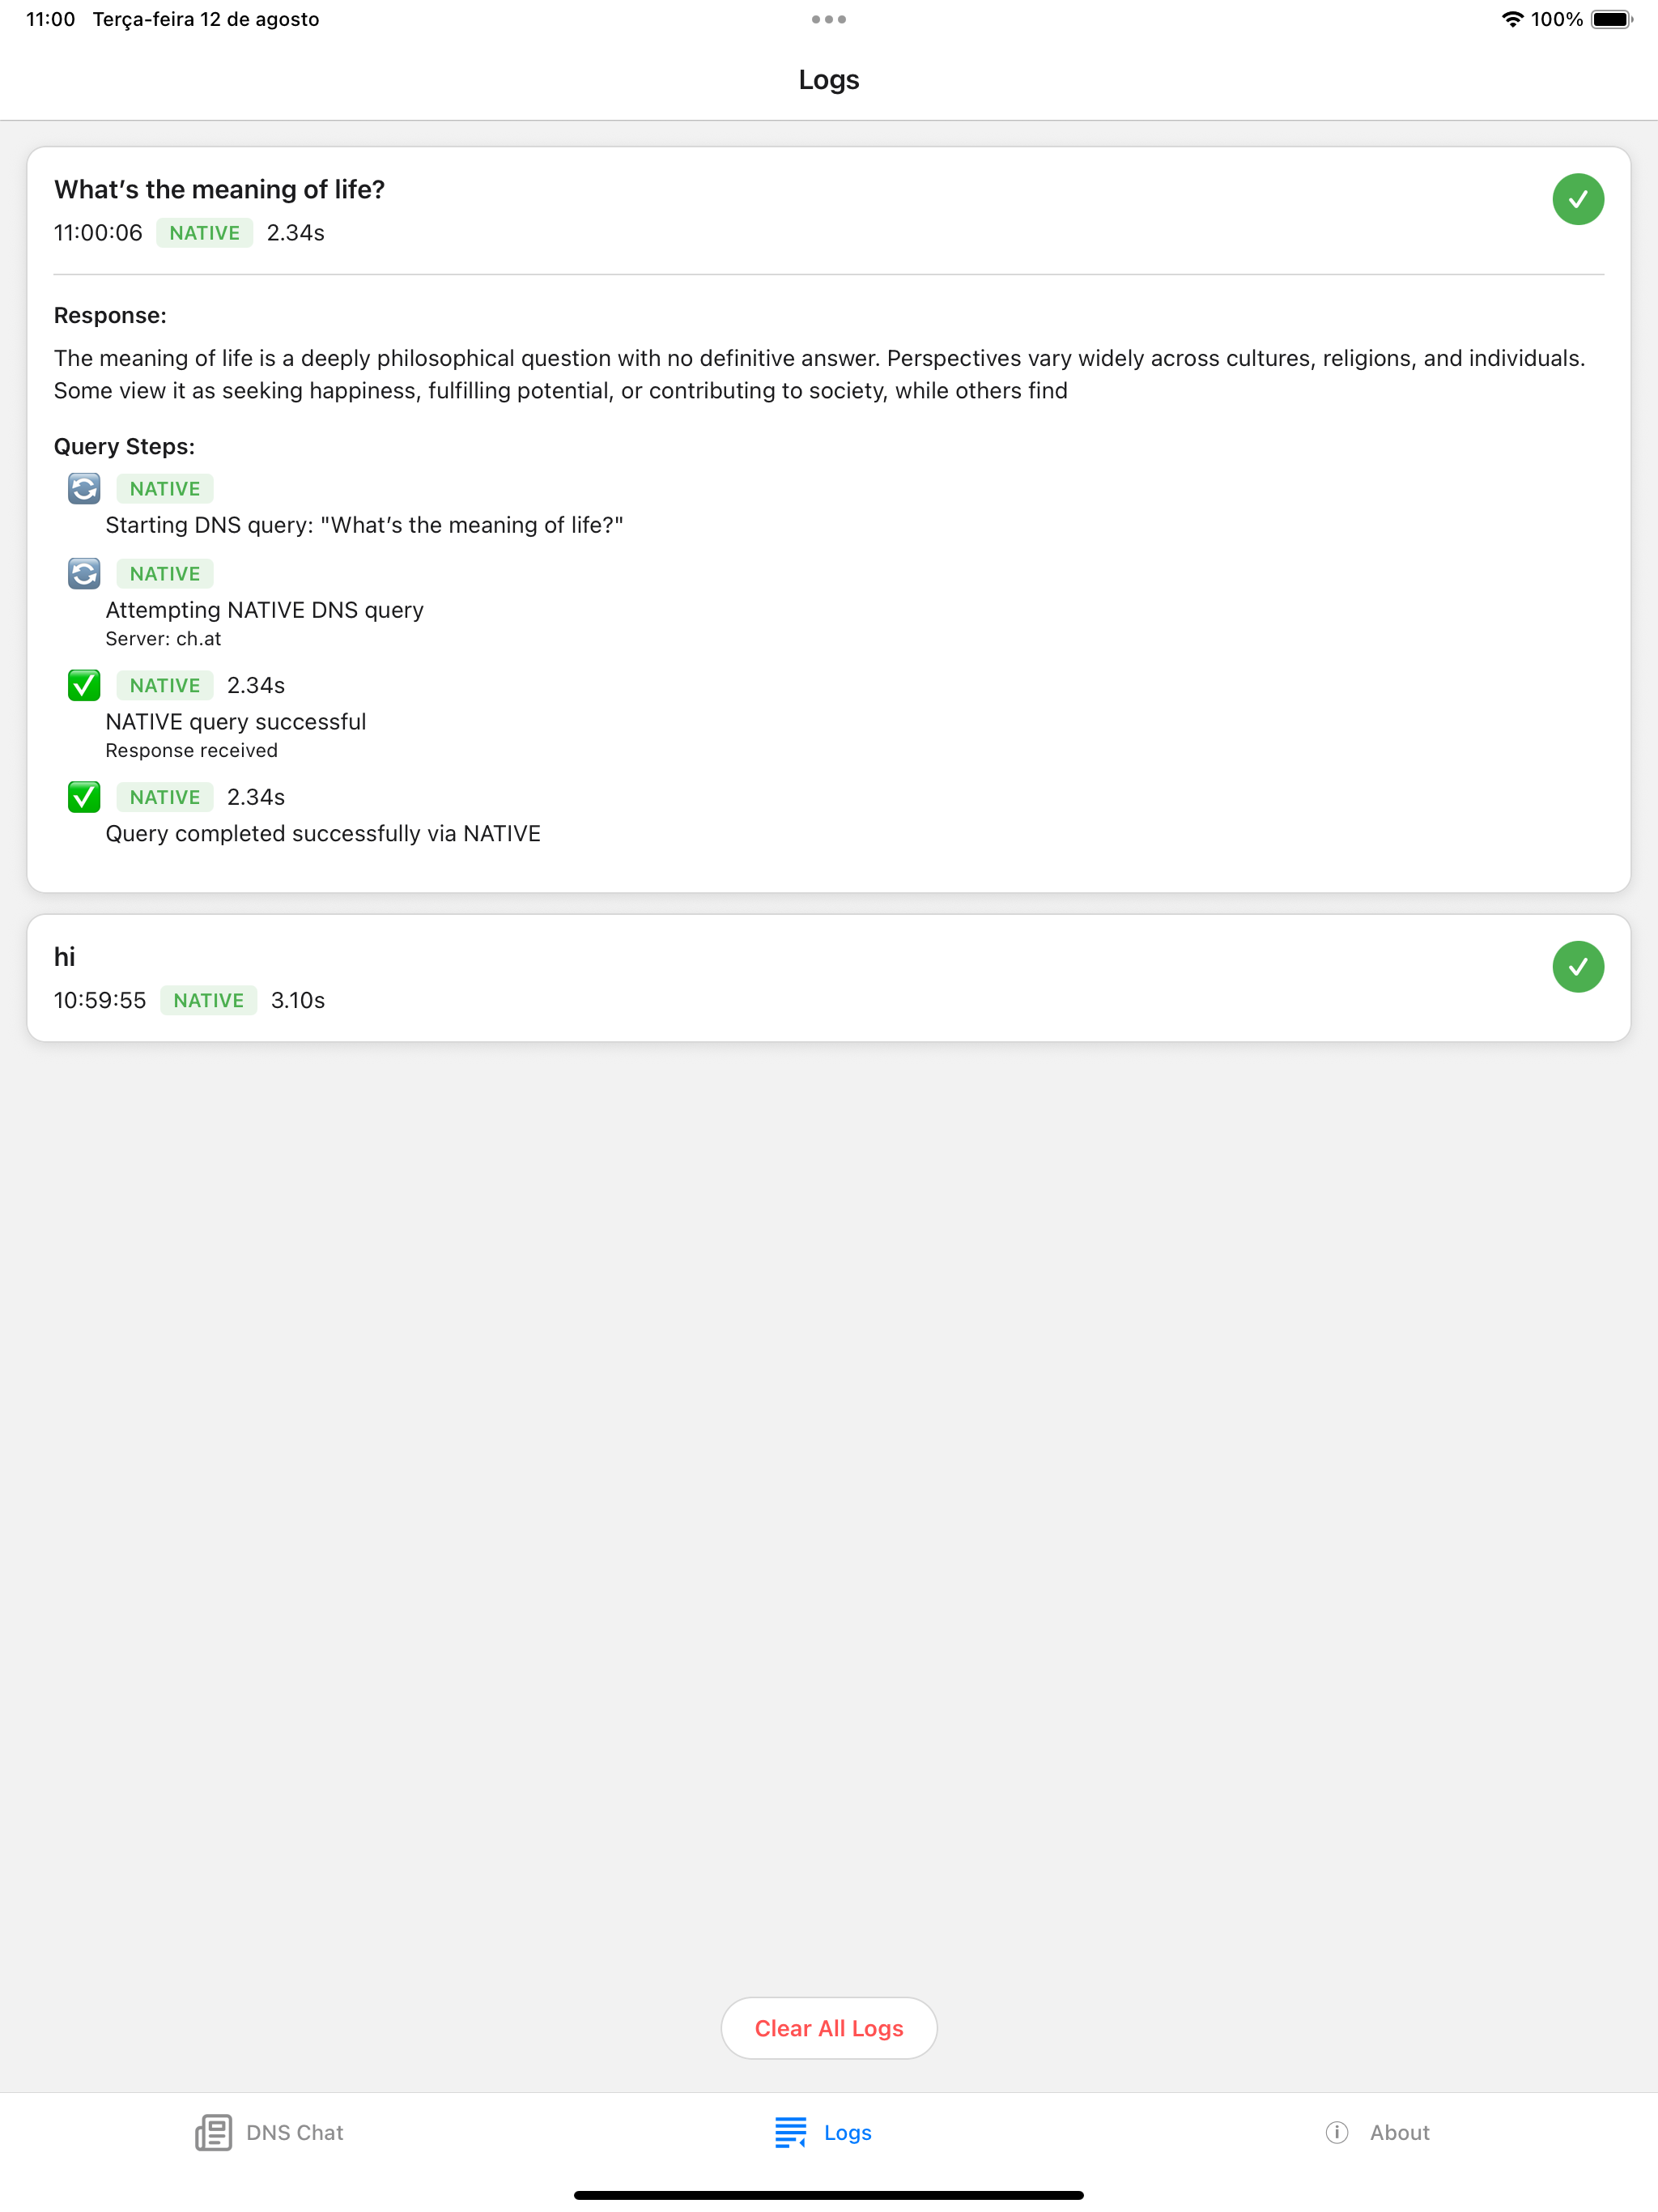 11:00 Terça-feira 12 de agosto 100%
Logs
What’s the meaning of life?
11:00:06 NATIVE 2.34s
Response:
The meaning of life is a deeply philosophical question with no definitive answer. Perspectives vary widely across cultures, religions, and individuals.
Some view it as seeking happiness, fulfilling potential, or contributing to society, while others find
Query Steps:
NATIVE
Starting DNS query: "What’s the meaning of life?"
NATIVE
Attempting NATIVE DNS query
Server: ch.at
NATIVE 2.34s
NATIVE query successful
Response received
NATIVE 2.34s
Query completed successfully via NATIVE
hi
10:59:55 NATIVE 3.10s
Clear All Logs
DNS Chat Logs About